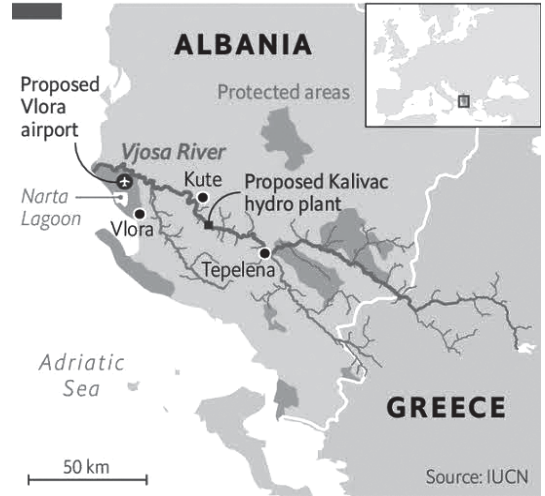 ALBANIA
Proposed
Vlora
airport
Protected areas
Vjosa River
Kute
Proposed Kalivac
hydro plant
Narta
Lagoon
Vlora
Tepelena
Adriatic
Sea
GREECE
50 km
Source: IUCN